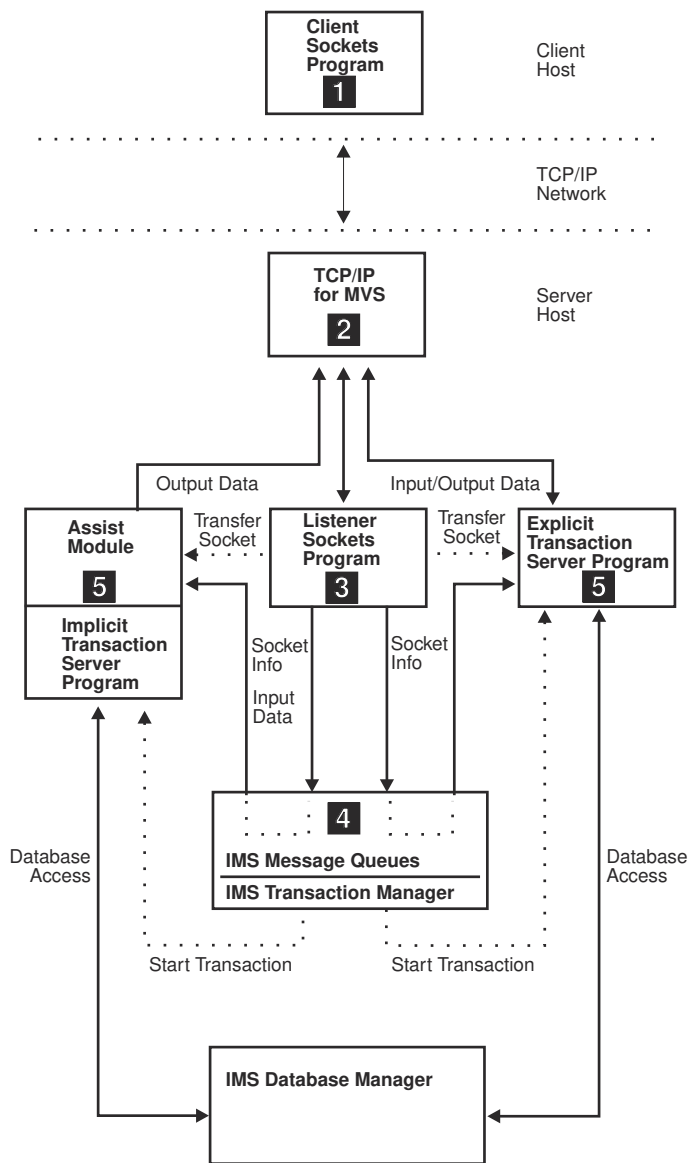 Client
Sockets
Program
1
Client
Host
TCP/IP
Network
TCP/IP
for MVS
2
Server
Host
Output Data
Input/Output Data
Assist
Module
5
Transfer
Socket
Listener
Sockets
Program
3
Transfer
Socket
Explicit
Transaction
Server Program
5
Implicit
Transaction
Server
Program
Socket
Info
Input
Data
Socket
Info
4
IMS Message Queues
IMS Transaction Manager
Database
Access
Database
Access
Start Transaction
Start Transaction
IMS Database Manager